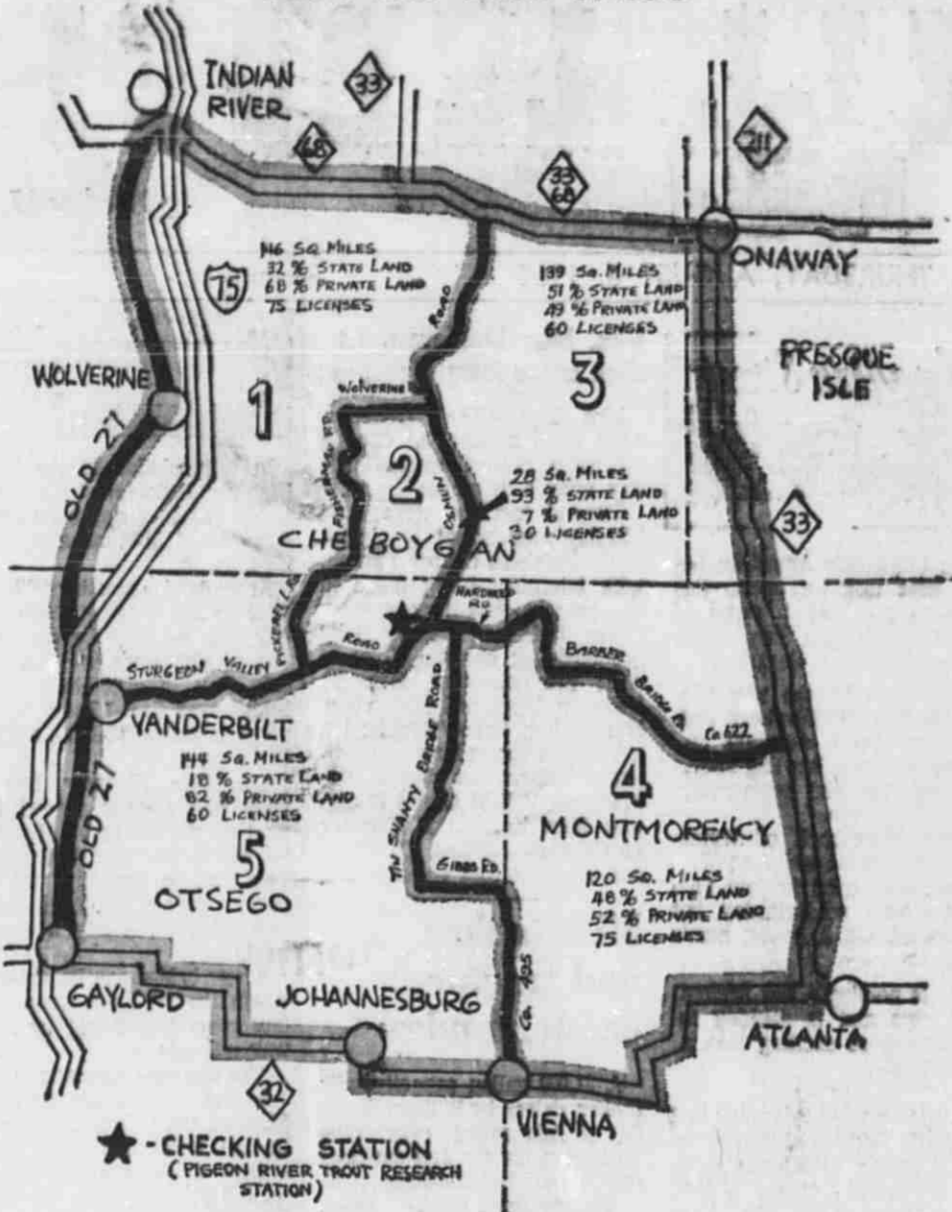 INDIAN
RIVER
33
68
33
68
211
ONAWAY
146 SQ. MILES
32 % STATE LAND
68 % PRIVATE LAND
75 LICENSES
75
139 SQ. MILES
51 % STATE LAND
49 % PRIVATE LAND
60 LICENSES
PRESQUE
ISLE
WOLVERINE
1
3
ROAD
WOLVERINE
2
OLD 27
OSMUN
28 SQ. MILES
93 % STATE LAND
7 % PRIVATE LAND
30 LICENSES
33
CHEBOYGAN
PICKEREL LK.
HARDWOOD
RD
STURGEON VALLEY ROAD
BARBER
BRIDGE RD.
CO. 622
VANDERBILT
144 SQ. MILES
18 % STATE LAND
82 % PRIVATE LAND
60 LICENSES
5
OTSEGO
OLD 27
TIN SHANTY BRIDGE ROAD
GIBBS RD.
4
MONTMORENCY
120 SQ. MILES
48 % STATE LAND
52 % PRIVATE LAND
75 LICENSES
CO. 495
GAYLORD
JOHANNESBURG
ATLANTA
32
VIENNA
★ - CHECKING STATION
(PIGEON RIVER TROUT RESEARCH
STATION)